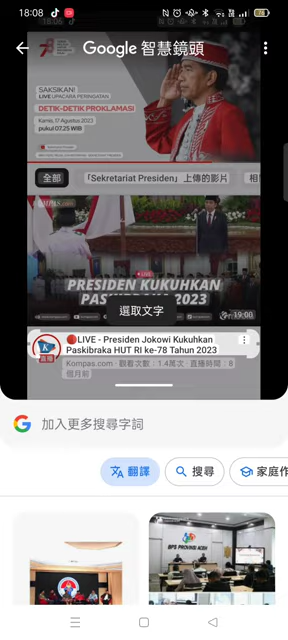 18:08
78
Google 智慧鏡頭
SAKSIKAN!
LIVE UPACARA PERINGATAN
DETIK-DETIK PROKLAMASI
Kamis, 17 Agustus 2023
pukul 07.25 WIB
全部
「Sekretariat Presiden」上傳的影片
LIVE
PRESIDEN KUKUHKAN
PASKIBRAKA 2023
選取文字
19:00
直播
🔴LIVE - Presiden Jokowi Kukuhkan
Paskibraka HUT RI ke-78 Tahun 2023
Kompas.com · 觀看次數：1.4萬次 · 直播時間：8
個月前
加入更多搜尋字詞
翻譯
搜尋
家庭作
BPS PROVINSI ACEH